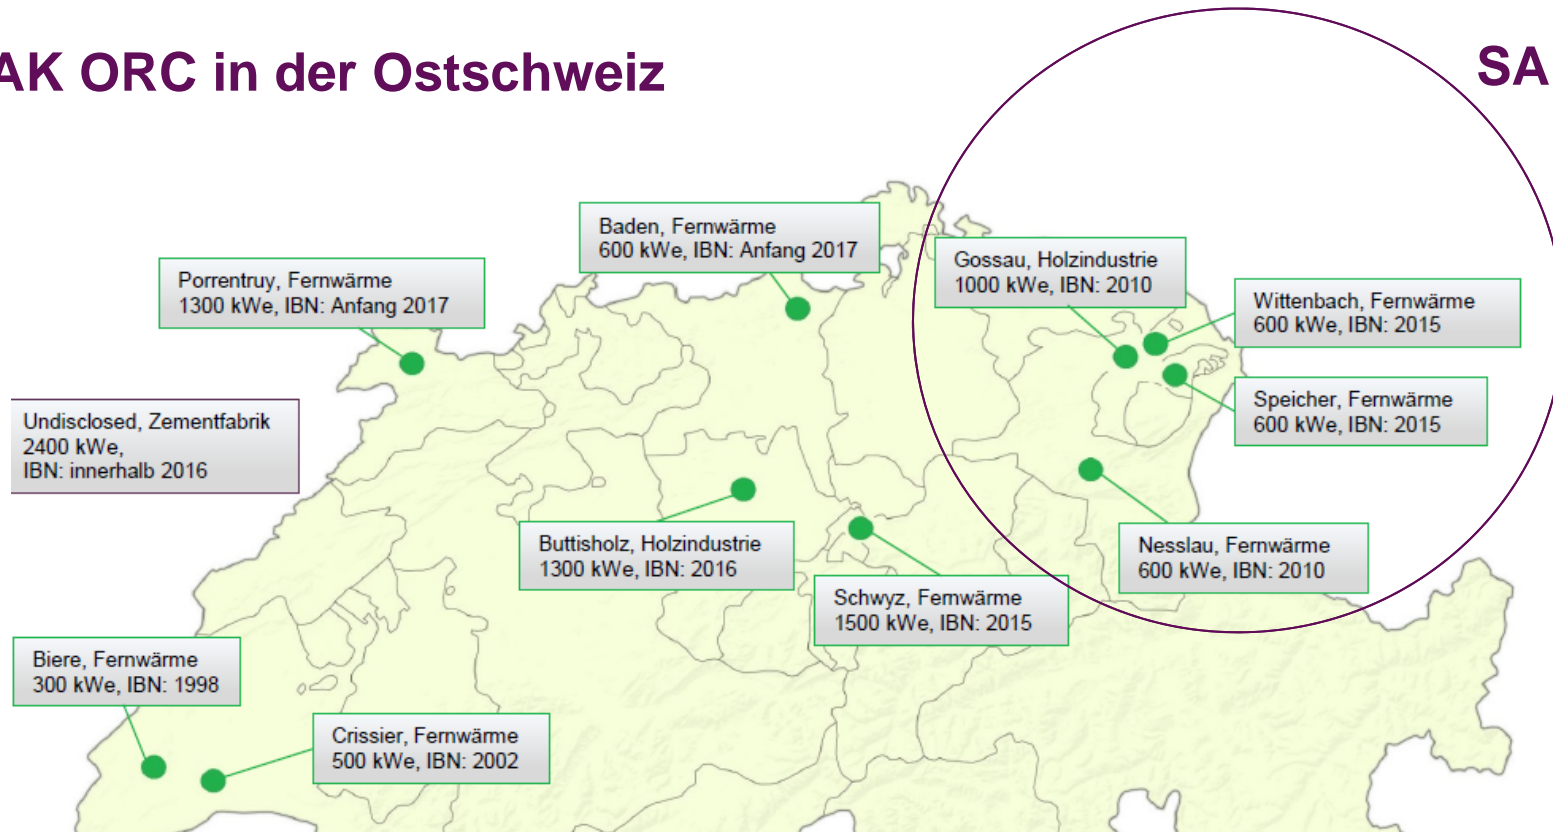 AK ORC in der Ostschweiz
SA
Baden, Fernwärme
600 kWe, IBN: Anfang 2017
Porrentruy, Fernwärme
1300 kWe, IBN: Anfang 2017
Gossau, Holzindustrie
1000 kWe, IBN: 2010
Wittenbach, Fernwärme
600 kWe, IBN: 2015
Undisclosed, Zementfabrik
2400 kWe,
IBN: innerhalb 2016
Speicher, Fernwärme
600 kWe, IBN: 2015
Buttisholz, Holzindustrie
1300 kWe, IBN: 2016
Nesslau, Fernwärme
600 kWe, IBN: 2010
Schwyz, Fernwärme
1500 kWe, IBN: 2015
Biere, Fernwärme
300 kWe, IBN: 1998
Crissier, Fernwärme
500 kWe, IBN: 2002